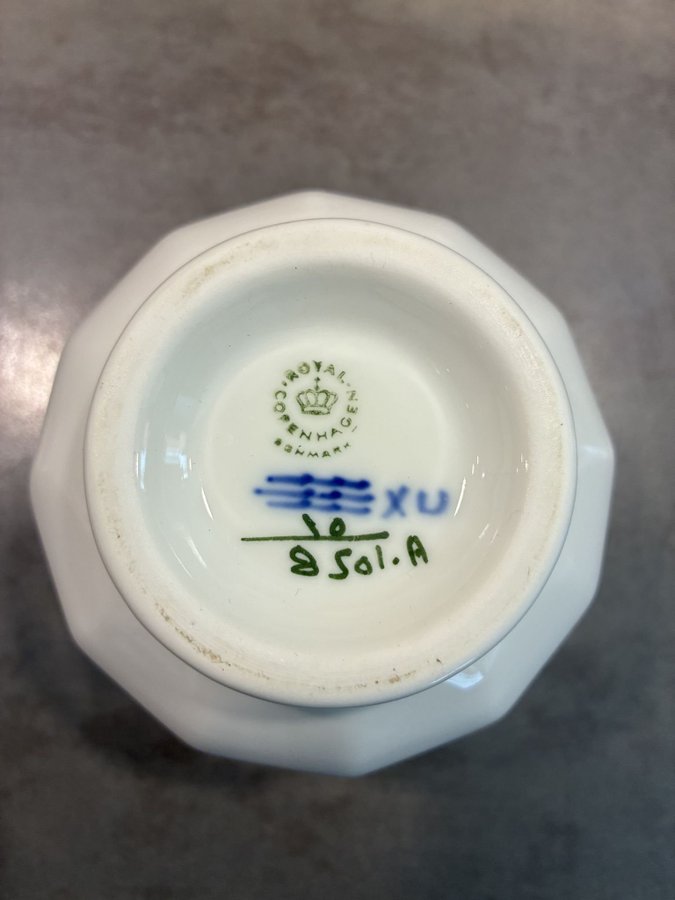 ROYAL
COPENHAGEN
DENMARK
XU
10
8501.A